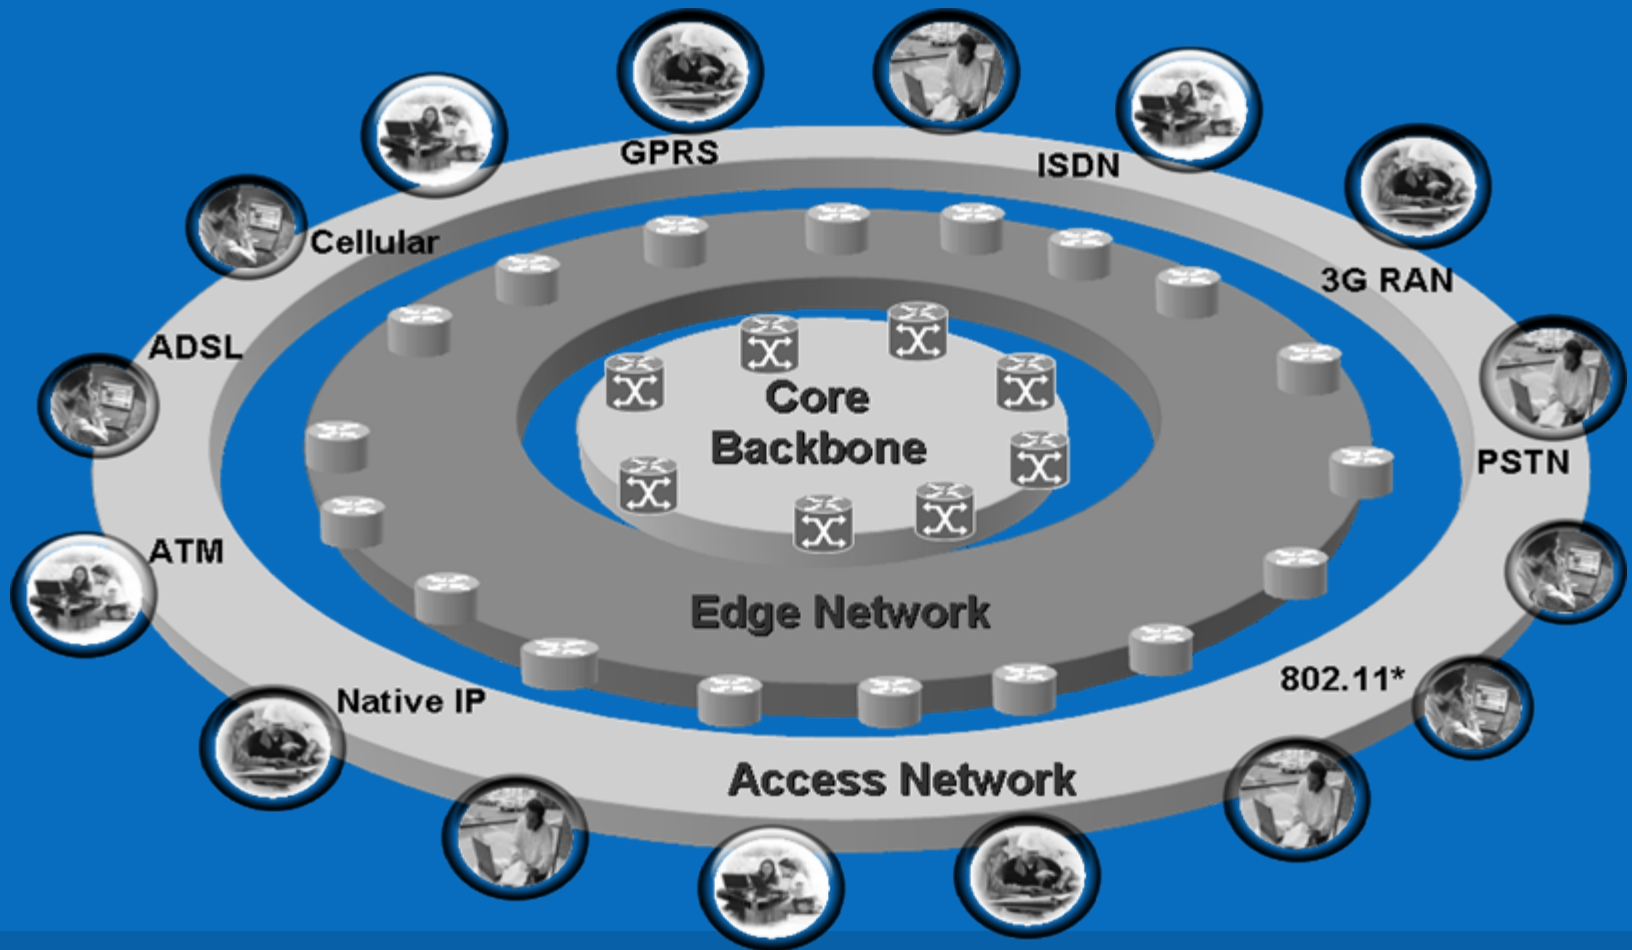 GPRS
ISDN
Cellular
3G RAN
ADSL
Core
Backbone
PSTN
ATM
Edge Network
802.11*
Native IP
Access Network